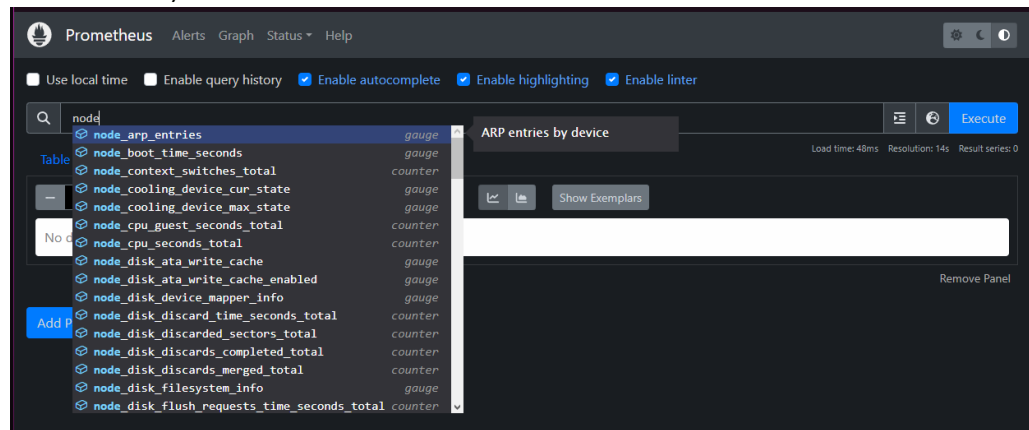 Prometheus Alerts Graph Status Help
Use local time Enable query history Enable autocomplete Enable highlighting Enable linter
node Execute
node_arp_entries gauge ARP entries by device
node_boot_time_seconds gauge Load time: 48ms Resolution: 14s Result series: 0
Table
node_context_switches_total counter
node_cooling_device_cur_state gauge
node_cooling_device_max_state gauge
Show Exemplars
node_cpu_guest_seconds_total counter
No
node_cpu_seconds_total counter
node_disk_ata_write_cache gauge
node_disk_ata_write_cache_enabled gauge
Remove Panel
node_disk_device_mapper_info gauge
node_disk_discard_time_seconds_total counter
Add
node_disk_discarded_sectors_total counter
node_disk_discards_completed_total counter
node_disk_discards_merged_total counter
node_disk_filesystem_info gauge
node_disk_flush_requests_time_seconds_total counter